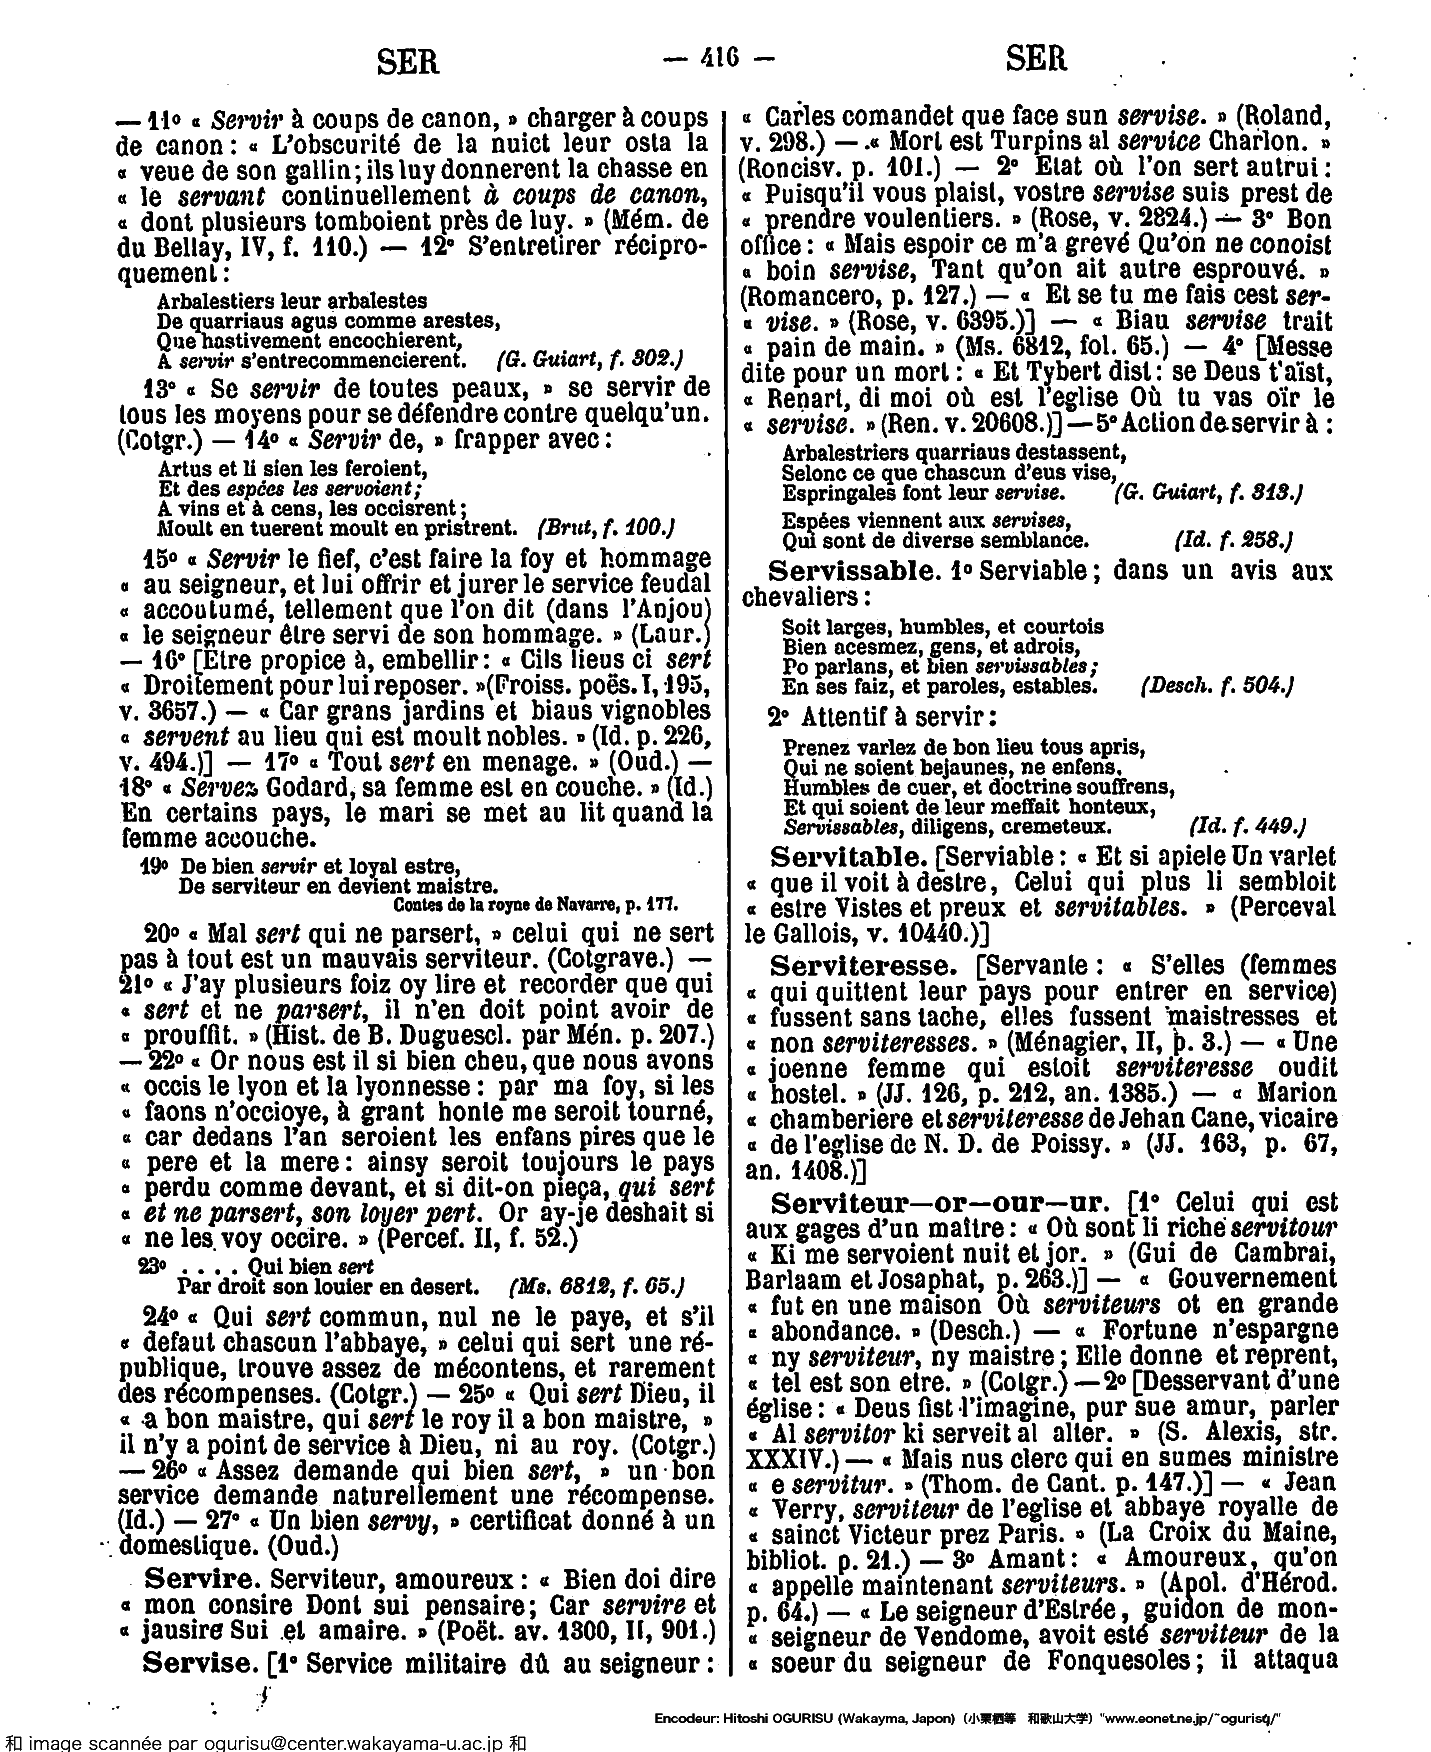 SER — 416 — SER
— 11º « Servir à coups de canon, » charger à coups
de canon : « L'obscurité de la nuict leur osta la
« veue de son gallin ; ils luy donnerent la chasse en
« le servant continuellement à coups de canon,
« dont plusieurs tomboient près de luy. » (Mém. de
du Bellay, IV, f. 110.) — 12º S'entretirer récipro-
quement :
Arbalestiers leur arbalestes
De quarriaus agus comme arestes,
Que hastivement encochierent,
A servir s'entrecommencierent. (G. Guiart, f. 302.)
13º « Se servir de toutes peaux, » se servir de
tous les moyens pour se défendre contre quelqu'un.
(Cotgr.) — 14º « Servir de, » frapper avec :
Artus et li sien les feroient,
Et des espées les servoient ;
A vins et à cens, les occisrent ;
Moult en tuerent moult en pristrent. (Brut, f. 100.)
15º « Servir le fief, c'est faire la foy et hommage
« au seigneur, et lui offrir et jurer le service feudal
« accoutumé, tellement que l'on dit (dans l'Anjou)
« le seigneur être servi de son hommage. » (Laur.)
— 16º [Etre propice à, embellir : « Cils lieus ci sert
« Droitement pour lui reposer. » (Froiss. poës. I, 195,
v. 3657.) — « Car grans jardins et biaus vignobles
« servent au lieu qui est moult nobles. » (Id. p. 226,
v. 494.)] — 17º « Tout sert en menage. » (Oud.) —
18º « Servez Godard, sa femme est en couche. » (Id.)
En certains pays, le mari se met au lit quand la
femme accouche.
19º De bien servir et loyal estre,
De serviteur en devient maistre.
Contes de la royne de Navarre, p. 177.
20º « Mal sert qui ne parsert, » celui qui ne sert
pas à tout est un mauvais serviteur. (Cotgrave.) —
21º « J'ay plusieurs foiz oy lire et recorder que qui
« sert et ne parsert, il n'en doit point avoir de
« prouffit. » (Hist. de B. Duguescl. par Mén. p. 207.)
— 22º « Or nous est il si bien cheu, que nous avons
« occis le lyon et la lyonnesse : par ma foy, si les
« faons n'occioye, à grant honte me seroit tourné,
« car dedans l'an seroient les enfans pires que le
« pere et la mere : ainsy seroit toujours le pays
« perdu comme devant, et si dit-on pieça, qui sert
« et ne parsert, son loyer pert. Or ay-je deshait si
« ne les voy occire. » (Percef. II, f. 52.)
23º . . . . Qui bien sert
Par droit son louier en desert. (Ms. 6812, f. 65.)
24º « Qui sert commun, nul ne le paye, et s'il
« defaut chascun l'abbaye, » celui qui sert une ré-
publique, trouve assez de mécontens, et rarement
des récompenses. (Cotgr.) — 25º « Qui sert Dieu, il
« a bon maistre, qui sert le roy il a bon maistre, »
il n'y a point de service à Dieu, ni au roy. (Cotgr.)
— 26º « Assez demande qui bien sert, » un bon
service demande naturellement une récompense.
(Id.) — 27º « Un bien servy, » certificat donné à un
domestique. (Oud.)
Servire. Serviteur, amoureux : « Bien doi dire
« mon consire Dont sui pensaire ; Car servire et
« jausire Sui et amaire. » (Poët. av. 1300, II, 901.)
Servise. [1º Service militaire dû au seigneur :
« Carles comandet que face sun servise. » (Roland,
v. 298.) — « Mort est Turpins al service Charlon. »
(Roncisv. p. 101.) — 2º Etat où l'on sert autrui :
« Puisqu'il vous plaist, vostre servise suis prest de
« prendre voulentiers. » (Rose, v. 2824.) — 3º Bon
office : « Mais espoir ce m'a grevé Qu'on ne conoist
« boin servise, Tant qu'on ait autre esprouvé. »
(Romancero, p. 127.) — « Et se tu me fais cest ser-
« vise. » (Rose, v. 6395.)] — « Biau servise trait
« pain de main. » (Ms. 6812, fol. 65.) — 4º [Messe
dite pour un mort : « Et Tybert dist : se Deus t'aïst,
« Renart, di moi où est l'eglise Où tu vas oïr le
« servise. » (Ren. v. 20608.)] — 5º Action de servir à :
Arbalestriers quarriaus destassent,
Selonc ce que chascun d'eus vise,
Espringales font leur servise. (G. Guiart, f. 313.)
Espées viennent aux servises,
Qui sont de diverse semblance. (Id. f. 258.)
Servissable. 1º Serviable ; dans un avis aux
chevaliers :
Soit larges, humbles, et courtois
Bien acesmez, gens, et adrois,
Po parlans, et bien servissables ;
En ses faiz, et paroles, estables. (Desch. f. 504.)
2º Attentif à servir :
Prenez varlez de bon lieu tous apris,
Qui ne soient bejaunes, ne enfens,
Humbles de cuer, et doctrine souffrens,
Et qui soient de leur meffait honteux,
Servissables, diligens, cremeteux. (Id. f. 449.)
Servitable. [Serviable : « Et si apiele Un varlet
« que il voit à destre, Celui qui plus li sembloit
« estre Vistes et preux et servitables. » (Perceval
le Gallois, v. 10440.)]
Serviteresse. [Servante : « S'elles (femmes
« qui quittent leur pays pour entrer en service)
« fussent sans tache, elles fussent maistresses et
« non serviteresses. » (Ménagier, II, p. 3.) — « Une
« joenne femme qui estoit serviteresse oudit
« hostel. » (JJ. 126, p. 212, an. 1385.) — « Marion
« chamberiere et serviteresse de Jehan Cane, vicaire
« de l'eglise de N. D. de Poissy. » (JJ. 163, p. 67,
an. 1408.)]
Serviteur—or—our—ur. [1º Celui qui est
aux gages d'un maître : « Où sont li riche servitour
« Ki me servoient nuit et jor. » (Gui de Cambrai,
Barlaam et Josaphat, p. 263.)] — « Gouvernement
« fut en une maison Où serviteurs ot en grande
« abondance. » (Desch.) — « Fortune n'espargne
« ny serviteur, ny maistre ; Elle donne et reprent,
« tel est son etre. » (Cotgr.) — 2º [Desservant d'une
église : « Deus fist l'imagine, pur sue amur, parler
« Al servitor ki serveit al alter. » (S. Alexis, str.
XXXIV.) — « Mais nus clerc qui en sumes ministre
« e servitur. » (Thom. de Cant. p. 147.)] — « Jean
« Verry, serviteur de l'eglise et abbaye royalle de
« sainct Victeur prez Paris. » (La Croix du Maine,
bibliot. p. 21.) — 3º Amant : « Amoureux, qu'on
« appelle maintenant serviteurs. » (Apol. d'Hérod.
p. 64.) — « Le seigneur d'Estrée, guidon de mon-
« seigneur de Vendome, avoit esté serviteur de la
« soeur du seigneur de Fonquesoles ; il attaqua
Encodeur: Hitoshi OGURISU (Wakayma, Japon) (小栗栖等 和歌山大学) "www.eonet.ne.jp/~ogurisq/"
和 image scannée par ogurisu@center.wakayama-u.ac.jp 和